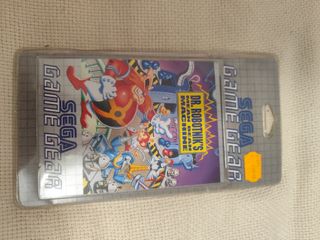 SEGA
GAME GEAR
DR. ROBOTNIK'S
MEAN BEAN
MACHINE
SEGA
GAME GEAR